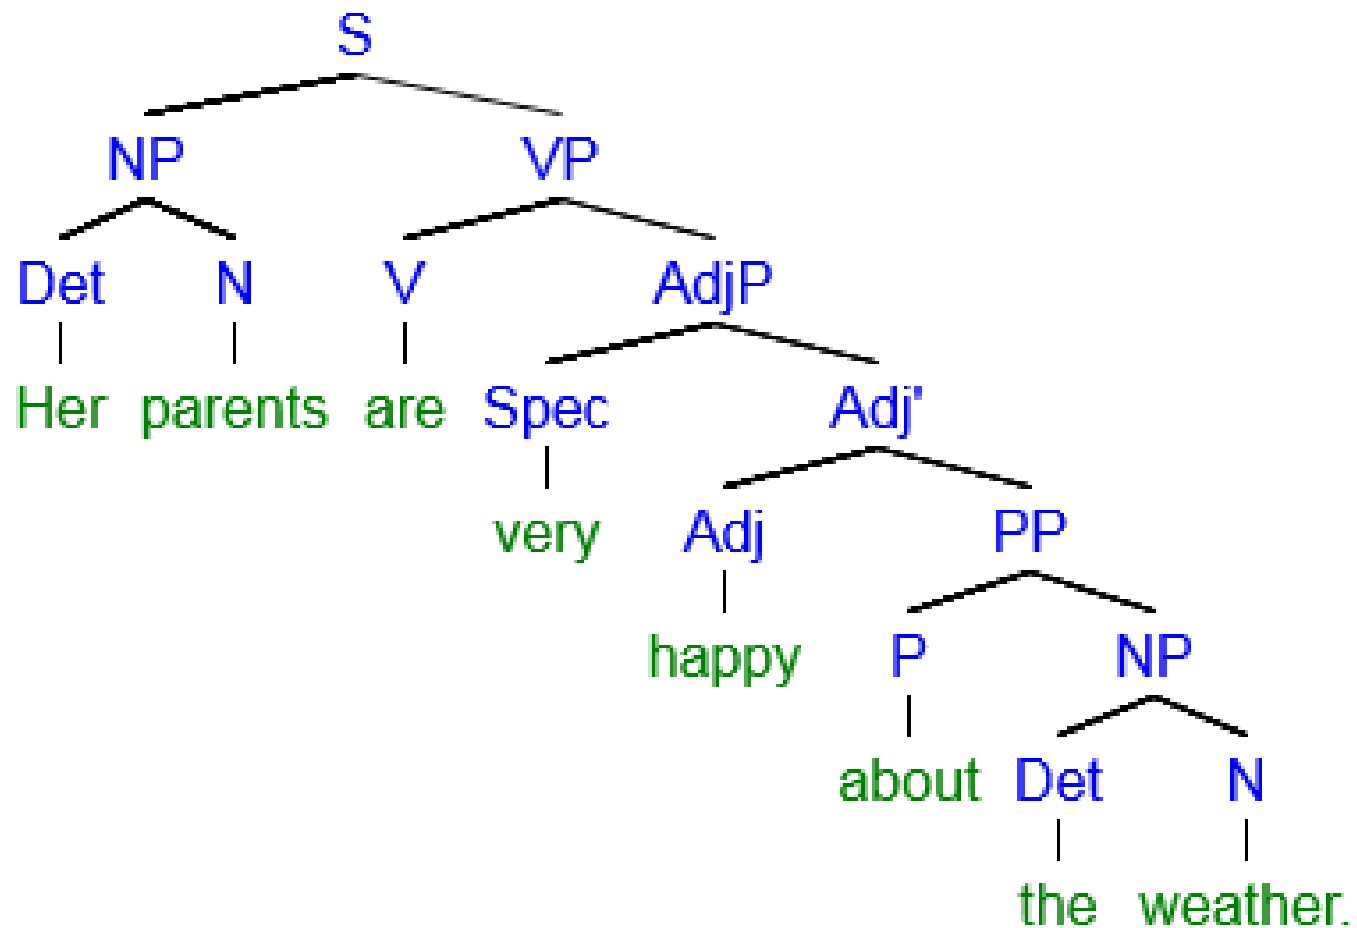 S
NP VP
Det N V AdjP
Her parents are Spec Adj'
very Adj PP
happy P NP
about Det N
the weather.